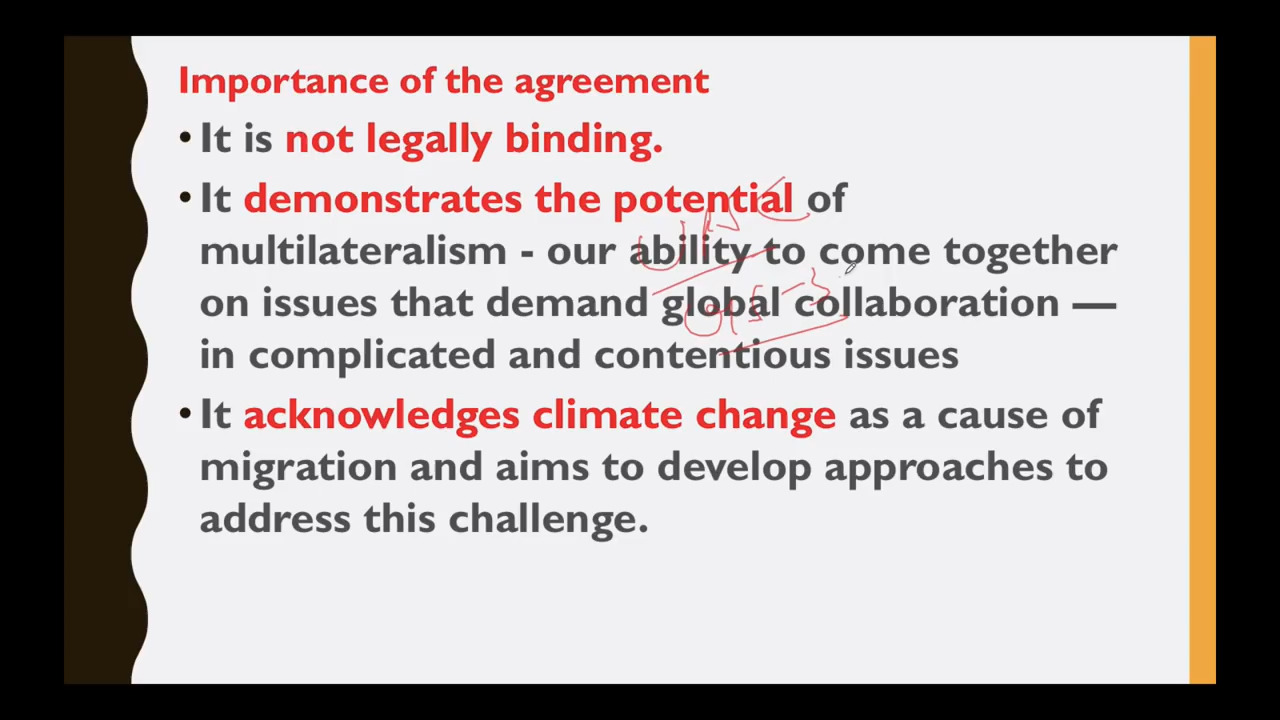 Importance of the agreement
• It is not legally binding.
• It demonstrates the potential of
multilateralism - our ability to come together
on issues that demand global collaboration —
in complicated and contentious issues
• It acknowledges climate change as a cause of
migration and aims to develop approaches to
address this challenge.